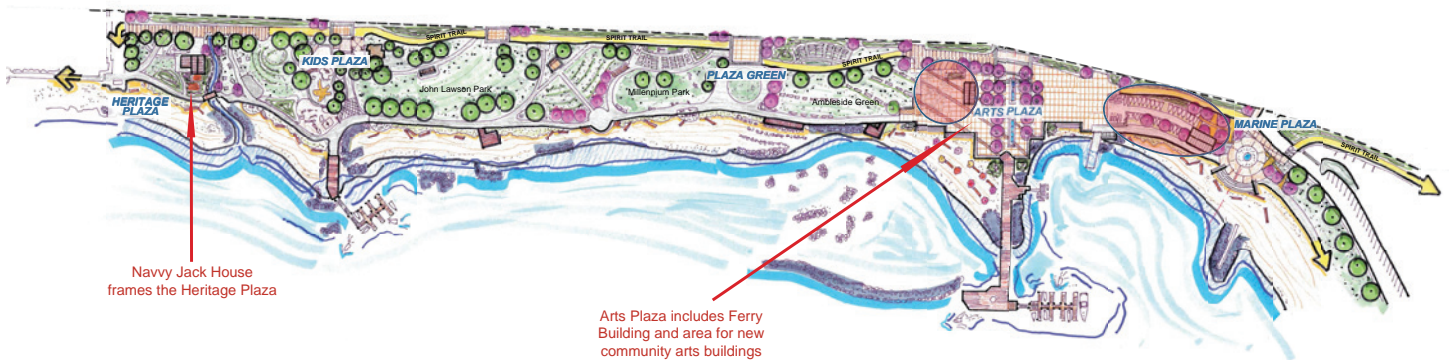 SPIRIT TRAIL
SPIRIT TRAIL
SPIRIT TRAIL
KIDS PLAZA
PLAZA GREEN
John Lawson Park
Millennium Park
Ambleside Green
HERITAGE
PLAZA
ARTS PLAZA
MARINE PLAZA
SPIRIT TRAIL
Navvy Jack House
frames the Heritage Plaza
Arts Plaza includes Ferry
Building and area for new
community arts buildings